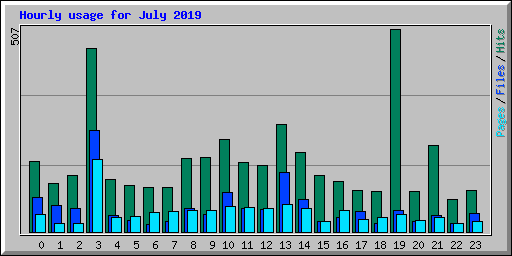 Hourly usage for July 2019
507
Pages/Files/Hits
0 1 2 3 4 5 6 7 8 9 10 11 12 13 14 15 16 17 18 19 20 21 22 23